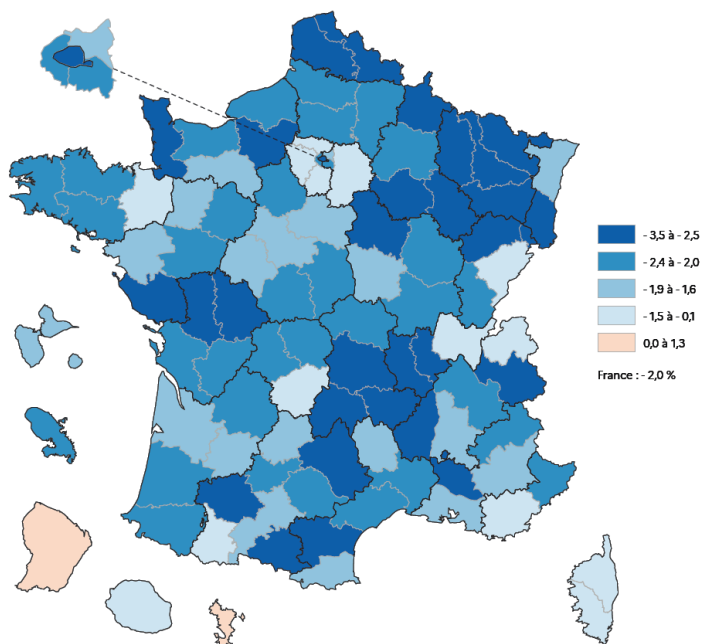 - 3,5 à - 2,5
- 2,4 à - 2,0
- 1,9 à - 1,6
- 1,5 à - 0,1
0,0 à 1,3
France : - 2,0 %